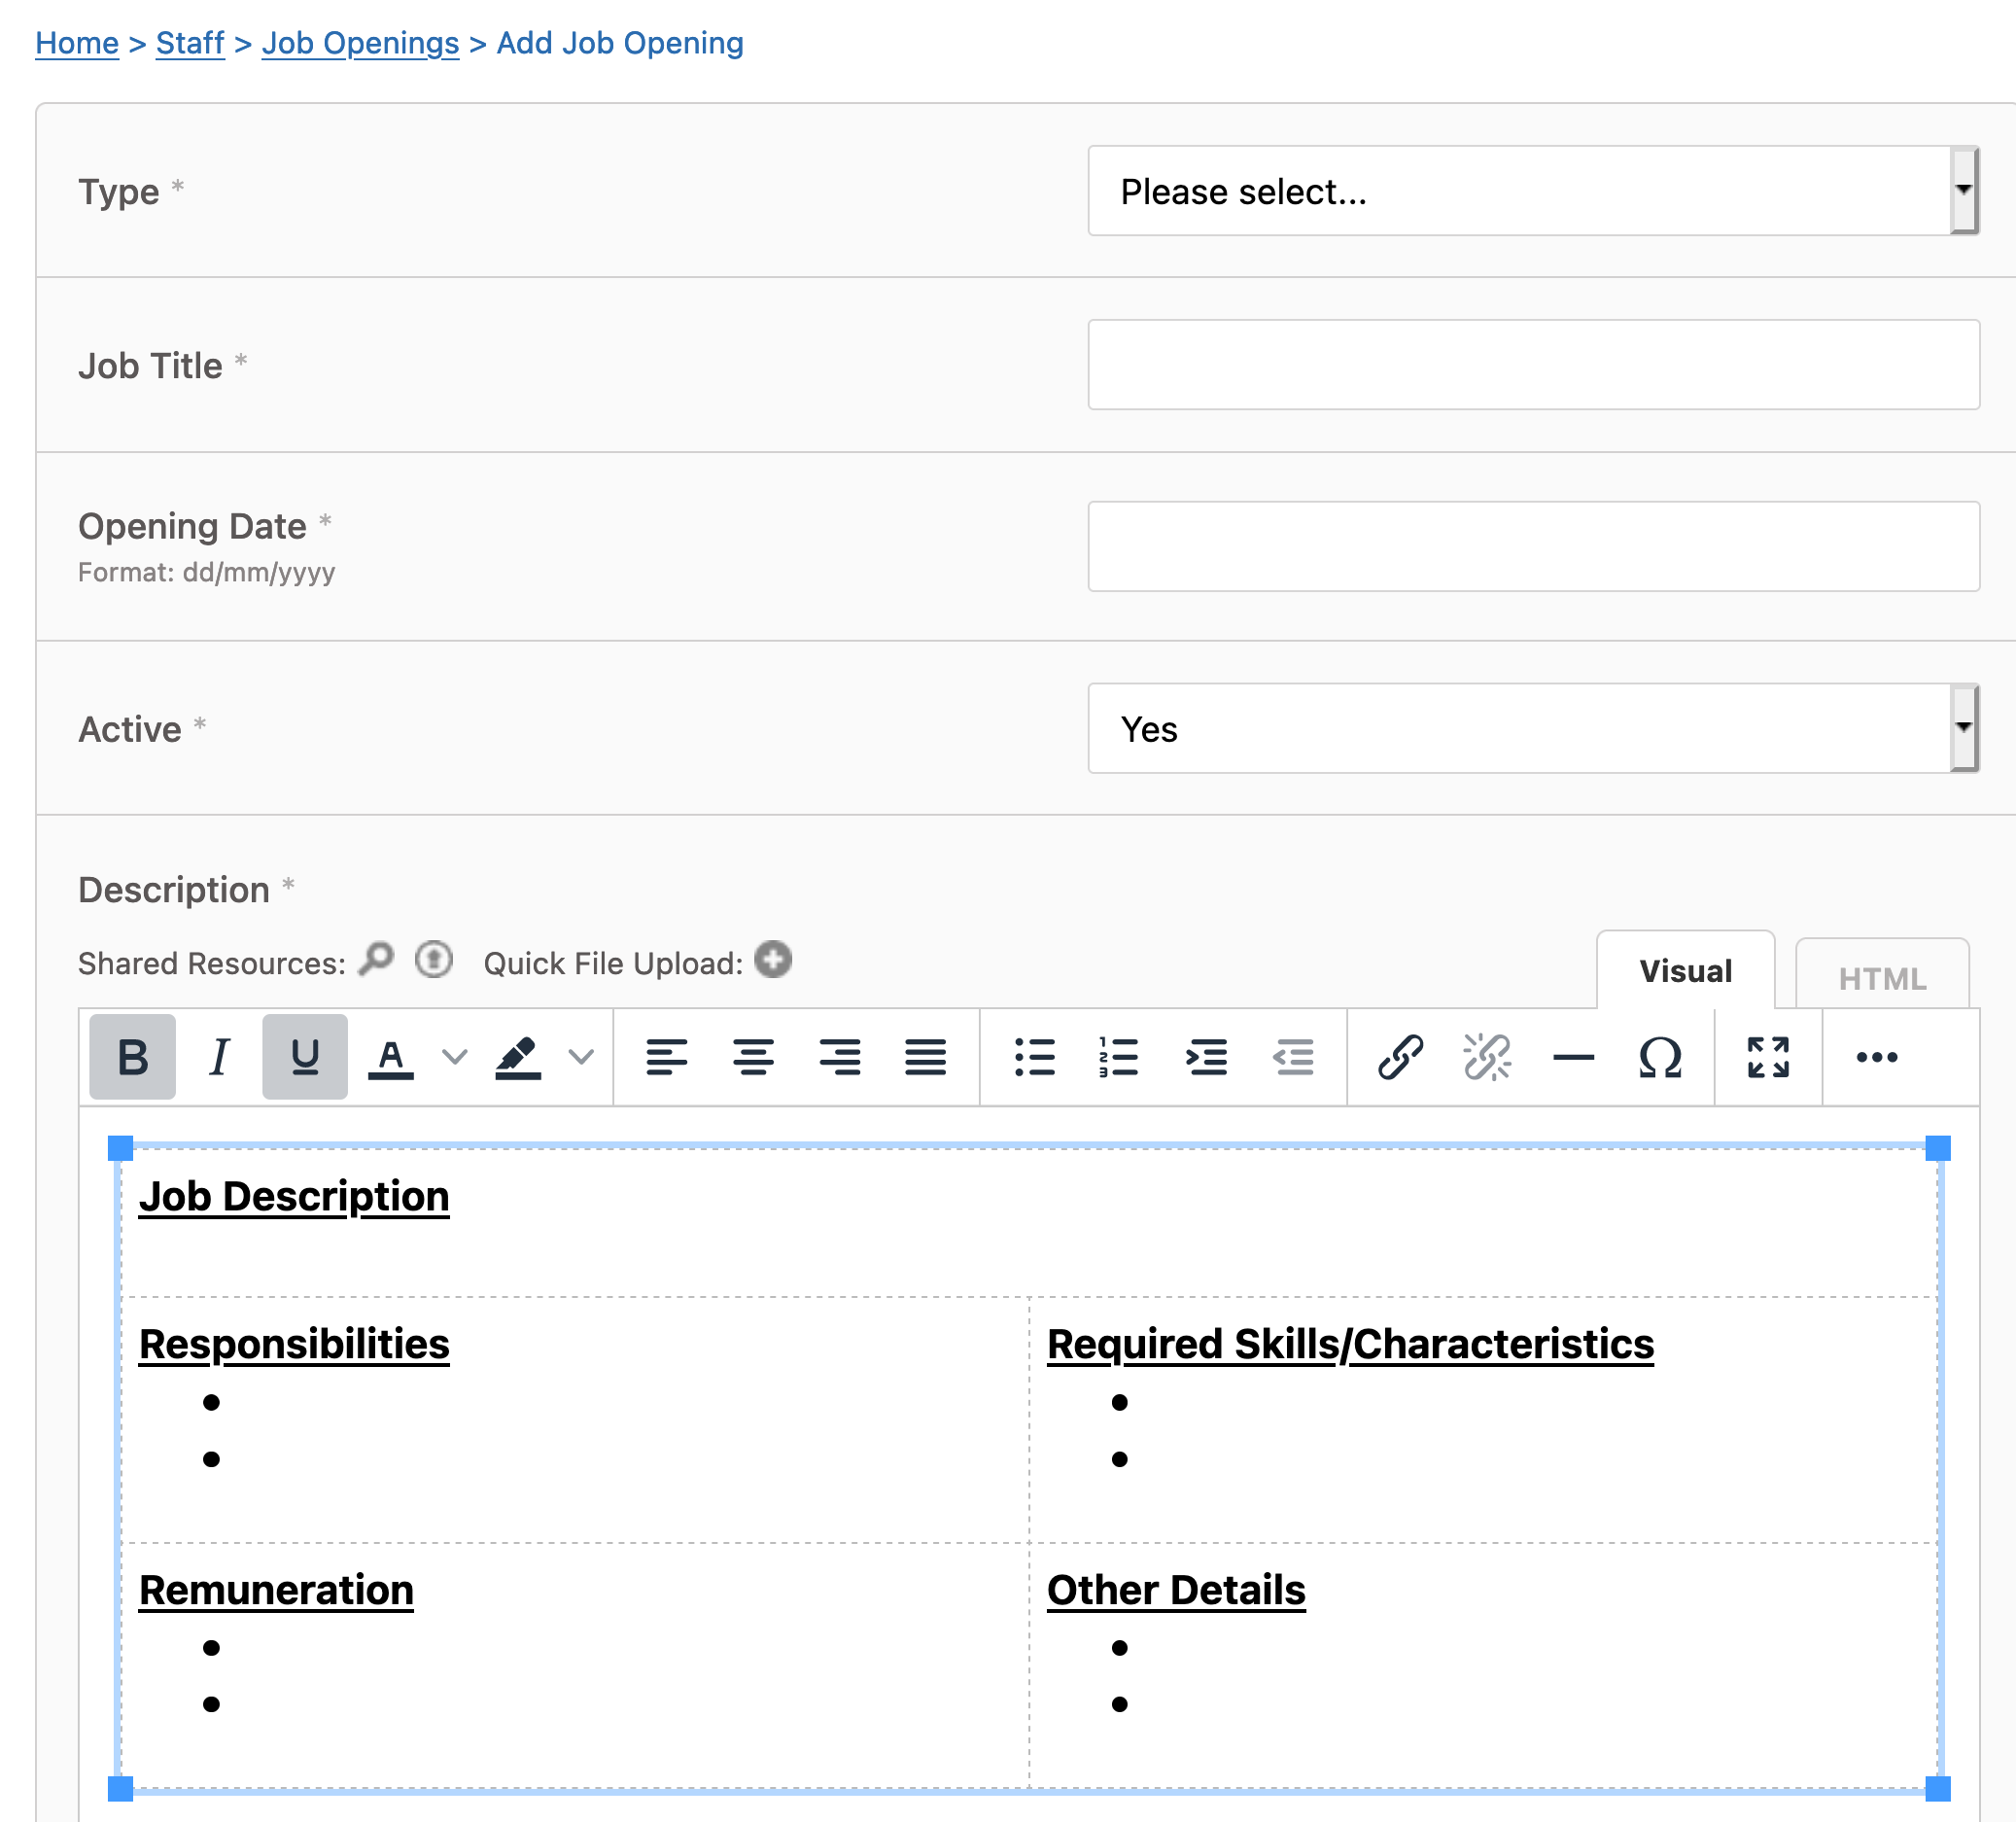 Home > Staff > Job Openings > Add Job Opening
Type *
Please select...
Job Title *
Opening Date *
Format: dd/mm/yyyy
Active *
Yes
Description *
Shared Resources: Quick File Upload:
Visual HTML
B I U A Ω •••
Job Description
Responsibilities
Required Skills/Characteristics
Remuneration
Other Details